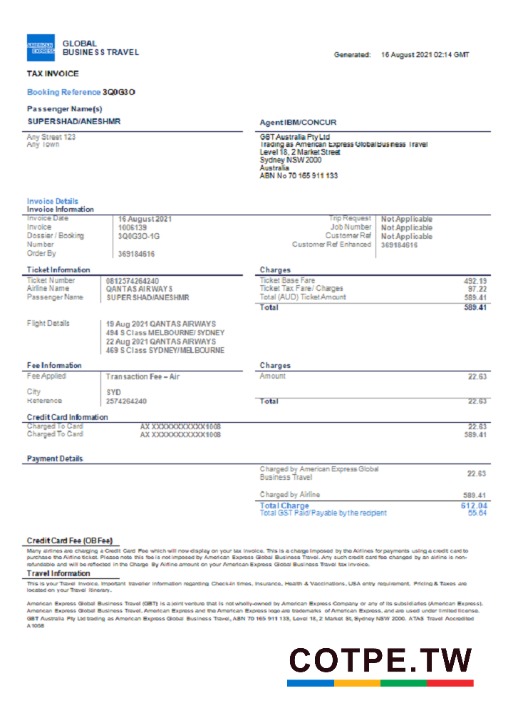 AMERICAN EXPRESS
GLOBAL
BUSINESS TRAVEL
Generated: 16 August 2021 02:14 GMT
TAX INVOICE
Booking Reference 3Q0G3O
Passenger Name(s)
SUPERSHAD/ANESHMR
Any Street 123
Any Town
Agent IBM/CONCUR
GBT Australia Pty Ltd
Trading as American Express Global Business Travel
Level 18, 2 Market Street
Sydney NSW 2000
Australia
ABN No 70 165 911 133
Invoice Details
Invoice Information
Invoice Date 16 August 2021
Invoice 1006139
Dossier / Booking Number 3Q0G3O-1G
Order By 369184616
Trip Request Not Applicable
Job Number Not Applicable
Customer Ref Not Applicable
Customer Ref Enhanced 369184616
Ticket Information
Ticket Number 0812574264240
Airline Name QANTAS AIRWAYS
Passenger Name SUPERSHAD/ANESHMR
Charges
Ticket Base Fare 492.19
Ticket Tax/Fare/ Charges 97.22
Total (AUD) Ticket Amount 589.41
Total 589.41
Flight Details 19 Aug 2021 QANTAS AIRWAYS
494 S Class MELBOURNE/ SYDNEY
22 Aug 2021 QANTAS AIRWAYS
469 S Class SYDNEY/MELBOURNE
Fee Information
Fee Applied Transaction Fee – Air
City SYD
Reference 2574264240
Charges
Amount 22.63
Total 22.63
Credit Card Information
Charged To Card AX XXXXXXXXXXX1008 22.63
Charged To Card AX XXXXXXXXXXX1008 589.41
Payment Details
Charged by American Express Global
Business Travel 22.63
Charged by Airline 589.41
Total Charge 612.04
Total GST Paid/Payable by the recipient 55.64
Credit Card Fee (OB Fee)
Many airlines are charging a Credit Card Fee which will now display on your tax invoice. This is a charge imposed by the Airlines for payments using a credit card to
purchase the Airline ticket. Please note this fee is not imposed by American Express Global Business Travel. Any such credit card fee changed by an airline is non-
refundable and will be reflected in the Charge By Airline amount on your American Express Global Business Travel tax invoice.
Travel Information
This is your Travel Invoice, important traveller information regarding Check-in times, Insurance, Health & Vaccinations, USA entry requirement, Pricing & Taxes are
located on your Travel Itinerary.
American Express Global Business Travel (GBT) is a joint venture that is not wholly-owned by American Express Company or any of its subsidiaries (American Express).
American Express Global Business Travel, American Express and the American Express logo are trademarks of American Express, and are used under limited license.
GBT Australia Pty Ltd trading as American Express Global Business Travel, ABN 70 165 911 133, Level 18, 2 Market St, Sydney NSW 2000. ATAS Travel Accredited
A1008
COTPE.TW